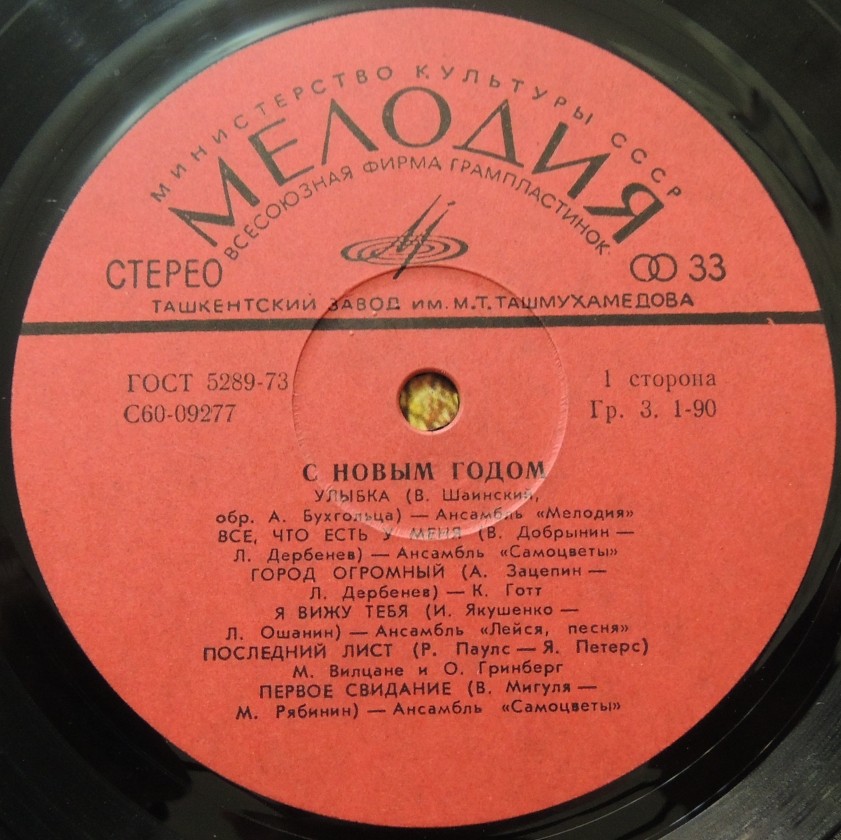 МИНИСТЕРСТВО КУЛЬТУРЫ СССР
МЕЛОДИЯ
ВСЕСОЮЗНАЯ ФИРМА ГРАМПЛАСТИНОК
СТЕРЕО
33
ТАШКЕНТСКИЙ ЗАВОД ИМ. М.Т. ТАШМУХАМЕДОВА
ГОСТ 5289-73
1 сторона
С60-09277
Гр. 3. 1-90
С НОВЫМ ГОДОМ
УЛЫБКА (В. Шаинский,
обр. А. Бухгольца) — Ансамбль «Мелодия»
ВСЕ, ЧТО ЕСТЬ У МЕНЯ (В. Добрынин —
Л. Дербенев) — Ансамбль «Самоцветы»
ГОРОД ОГРОМНЫЙ (А. Зацепин —
Л. Дербенев) — К. Готт
Я ВИЖУ ТЕБЯ (И. Якушенко —
Л. Ошанин) — Ансамбль «Лейся, песня»
ПОСЛЕДНИЙ ЛИСТ (Р. Паулс — Я. Петерс)
М. Вилцане и О. Гринберг
ПЕРВОЕ СВИДАНИЕ (В. Мигуля —
М. Рябинин) — Ансамбль «Самоцветы»